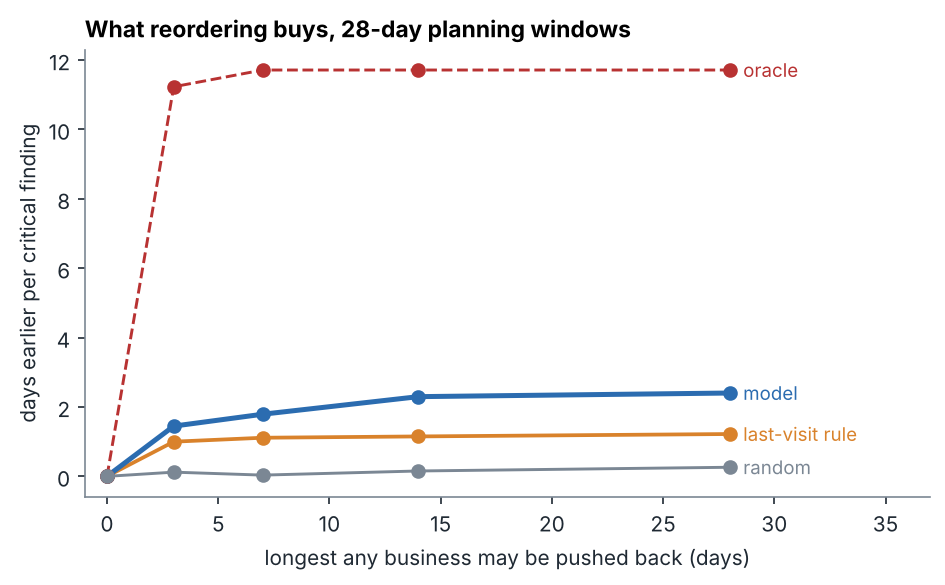 What reordering buys, 28-day planning windows
days earlier per critical finding
12
10
8
6
4
2
0
oracle
model
last-visit rule
random
0 5 10 15 20 25 30 35
longest any business may be pushed back (days)